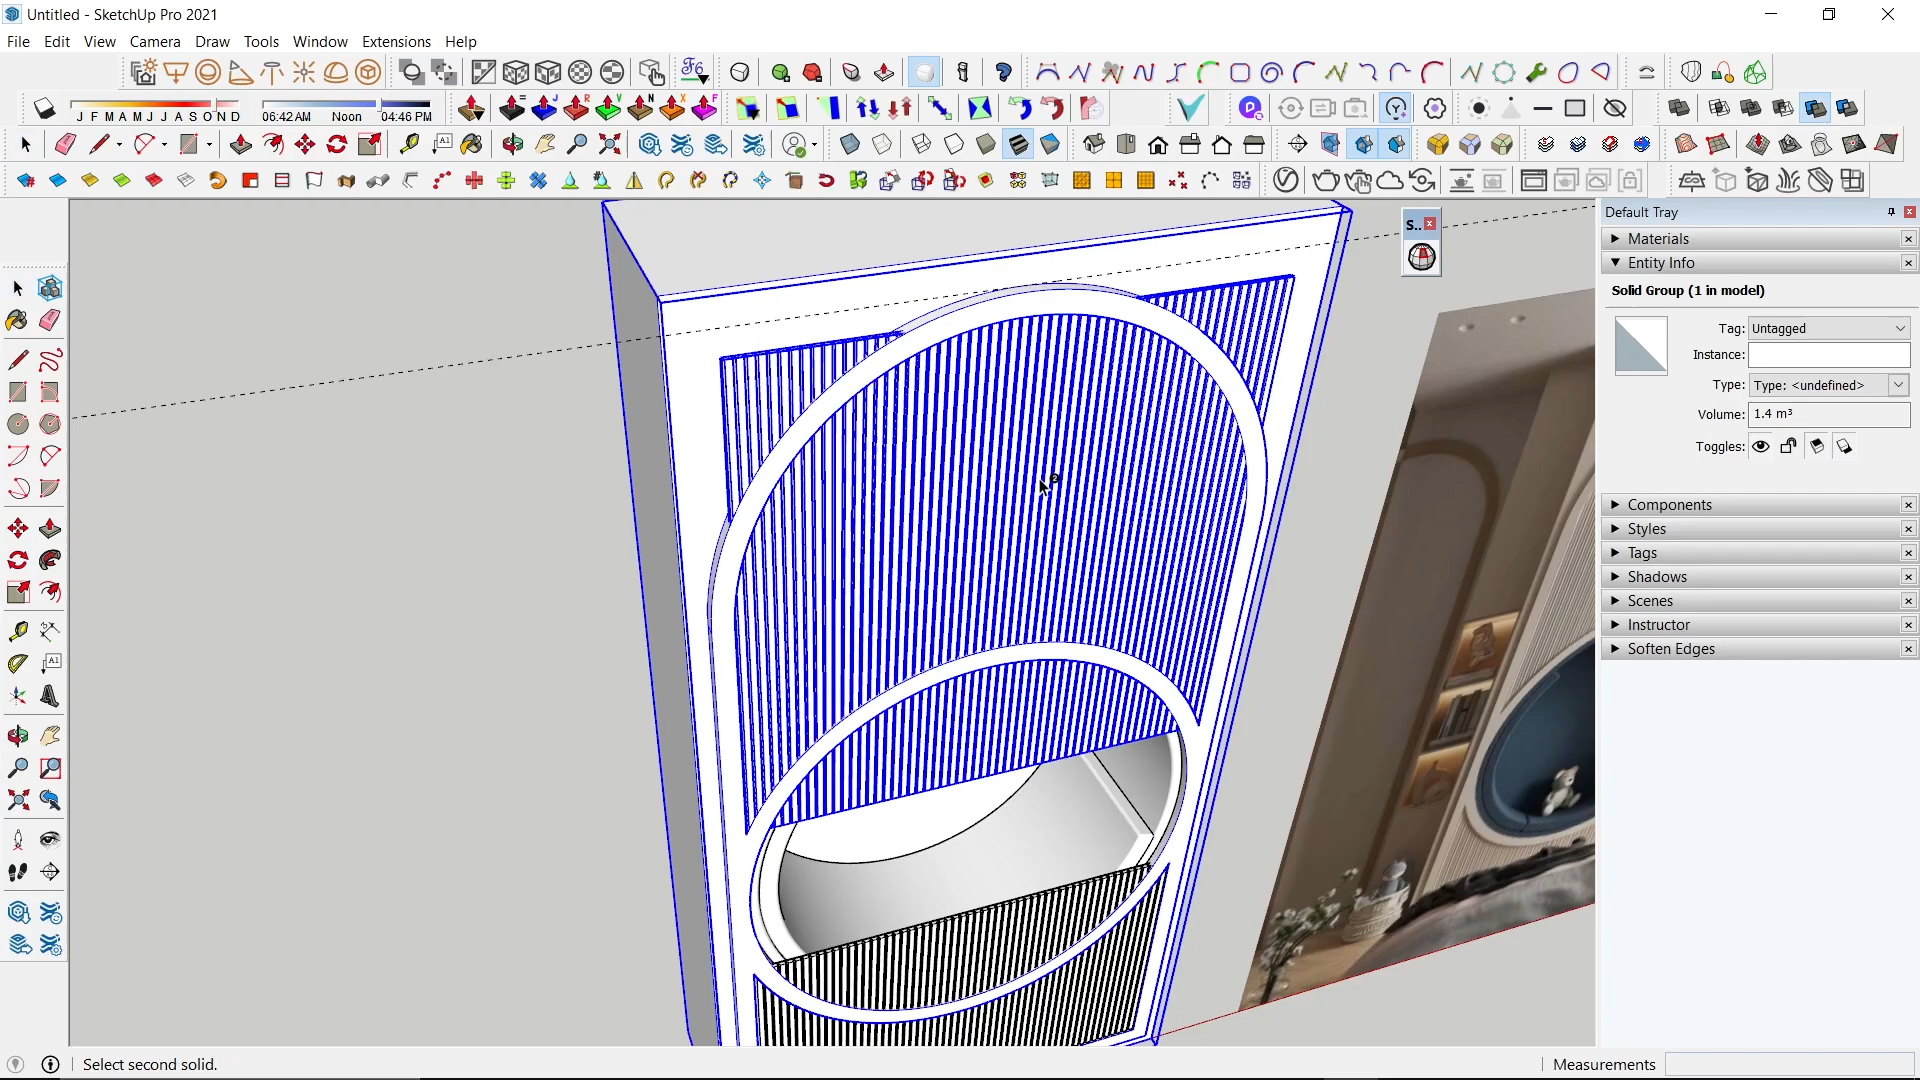 Untitled - SketchUp Pro 2021
File Edit View Camera Draw Tools Window Extensions Help
J F M A M J J A S O N D 06:42 AM Noon 04:46 PM
Default Tray
Materials
Entity Info
Solid Group (1 in model)
Tag: Untagged
Instance:
Type: Type: <undefined>
Volume: 1.4 m³
Toggles:
Components
Styles
Tags
Shadows
Scenes
Instructor
Soften Edges
S..
Select second solid.
Measurements